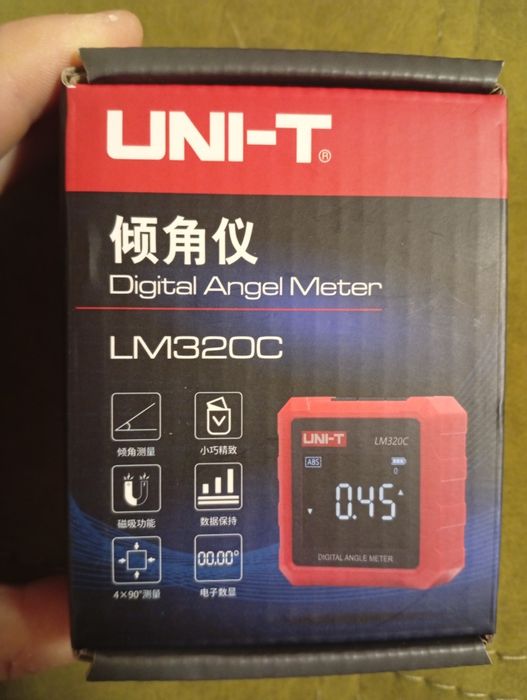 UNI-T®
倾角仪
Digital Angel Meter
LM320C
倾角测量
小巧精致
磁吸功能
数据保持
4×90°测量
00.00°
电子数显
UNI-T
LM320C
ABS
0
0.45
DIGITAL ANGLE METER